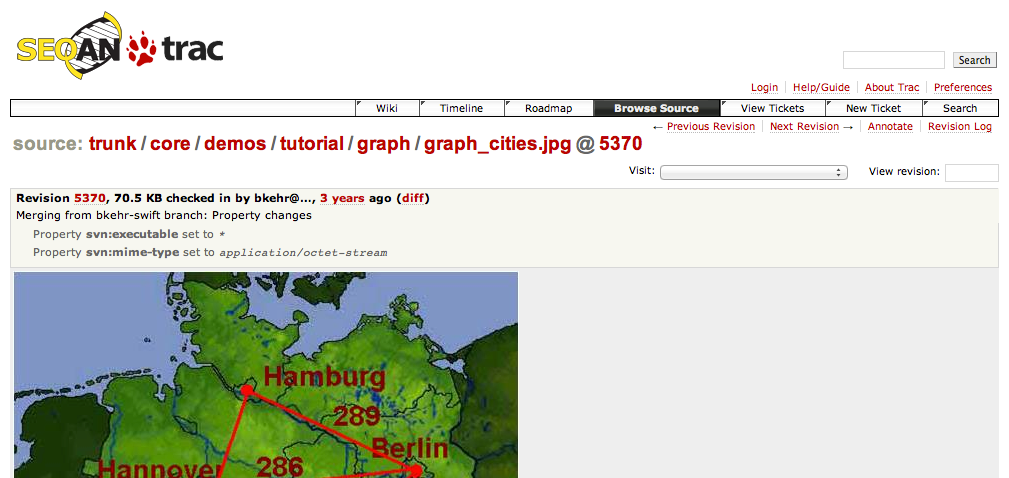 SEQAN trac
Search
Login Help/Guide About Trac Preferences
Wiki Timeline Roadmap Browse Source View Tickets New Ticket Search
← Previous Revision Next Revision → Annotate Revision Log
source: trunk / core / demos / tutorial / graph / graph_cities.jpg @ 5370
Visit: View revision:
Revision 5370, 70.5 KB checked in by bkehr@…, 3 years ago (diff)
Merging from bkehr-swift branch: Property changes
Property svn:executable set to *
Property svn:mime-type set to application/octet-stream
Hamburg
289
Berlin
Hannover 286